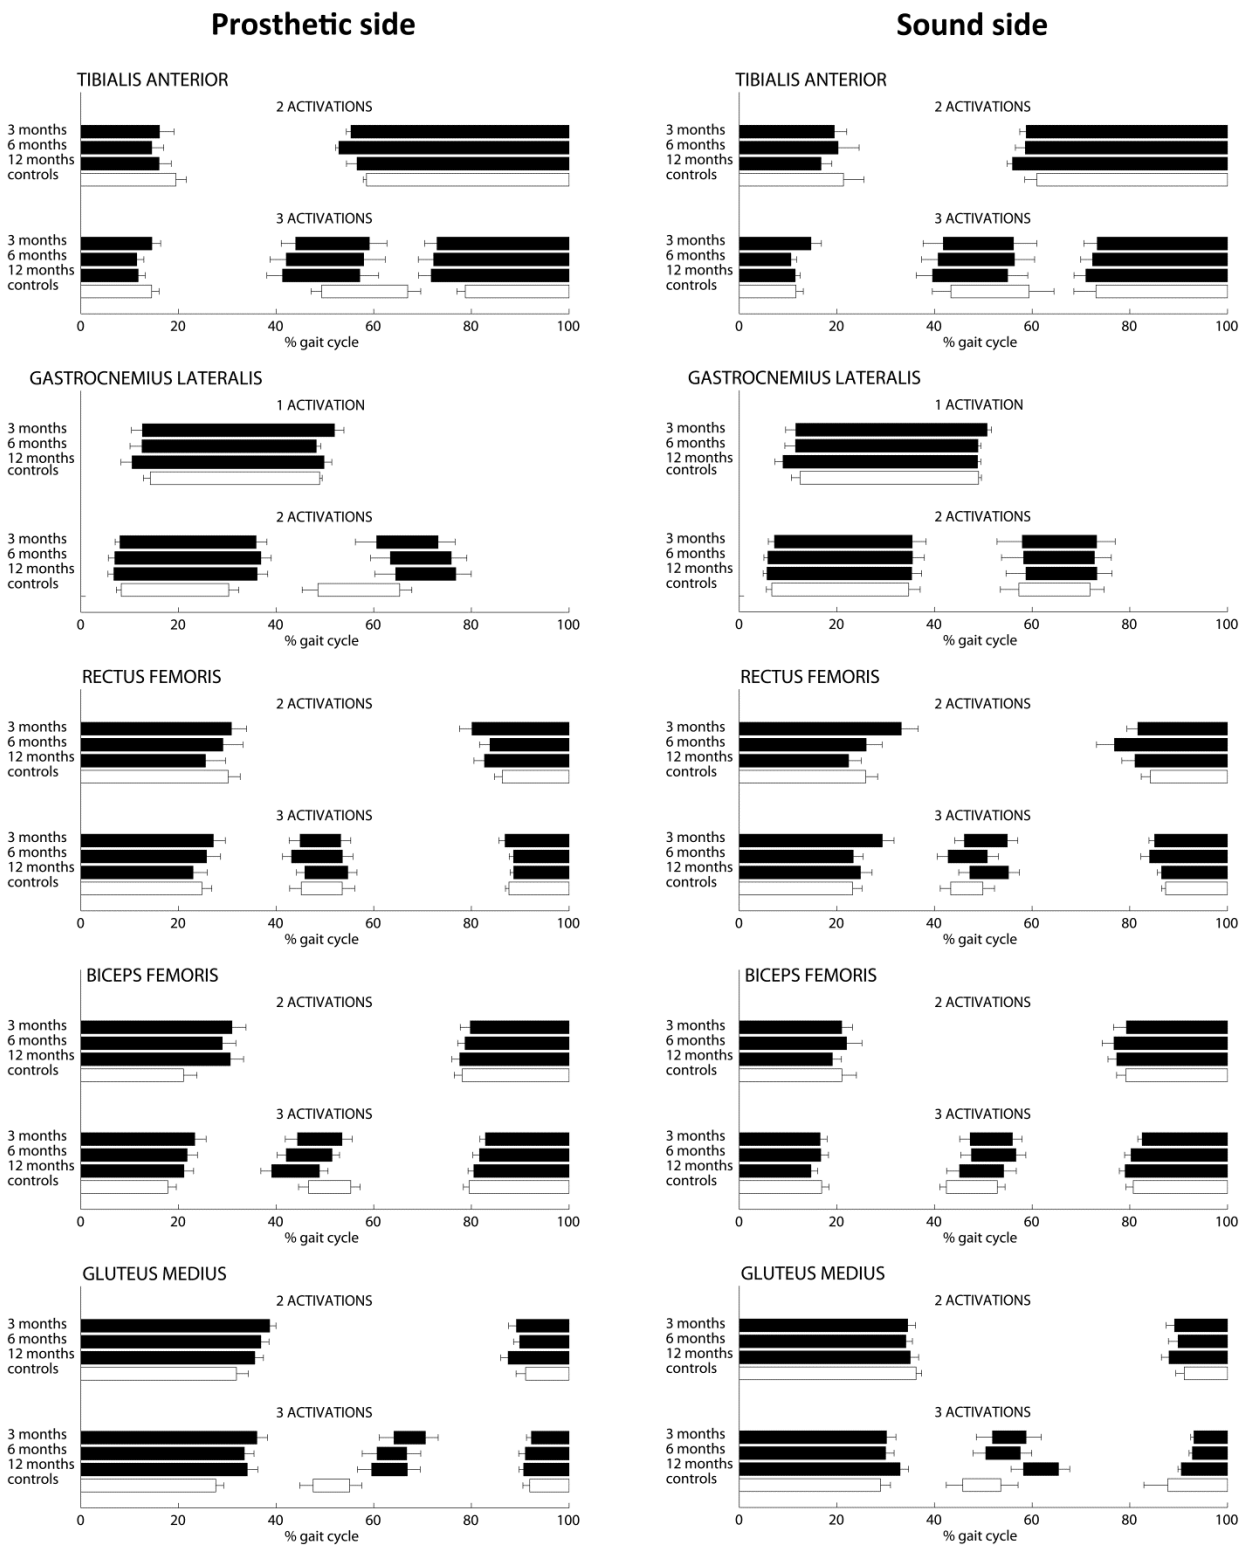 Prosthetic side
Sound side
TIBIALIS ANTERIOR
2 ACTIVATIONS
3 months
6 months
12 months
controls
3 ACTIVATIONS
3 months
6 months
12 months
controls
0 20 40 60 80 100
% gait cycle
TIBIALIS ANTERIOR
2 ACTIVATIONS
3 months
6 months
12 months
controls
3 ACTIVATIONS
3 months
6 months
12 months
controls
0 20 40 60 80 100
% gait cycle
GASTROCNEMIUS LATERALIS
1 ACTIVATION
3 months
6 months
12 months
controls
2 ACTIVATIONS
3 months
6 months
12 months
controls
0 20 40 60 80 100
% gait cycle
GASTROCNEMIUS LATERALIS
1 ACTIVATION
3 months
6 months
12 months
controls
2 ACTIVATIONS
3 months
6 months
12 months
controls
0 20 40 60 80 100
% gait cycle
RECTUS FEMORIS
2 ACTIVATIONS
3 months
6 months
12 months
controls
3 ACTIVATIONS
3 months
6 months
12 months
controls
0 20 40 60 80 100
% gait cycle
RECTUS FEMORIS
2 ACTIVATIONS
3 months
6 months
12 months
controls
3 ACTIVATIONS
3 months
6 months
12 months
controls
0 20 40 60 80 100
% gait cycle
BICEPS FEMORIS
2 ACTIVATIONS
3 months
6 months
12 months
controls
3 ACTIVATIONS
3 months
6 months
12 months
controls
0 20 40 60 80 100
% gait cycle
BICEPS FEMORIS
2 ACTIVATIONS
3 months
6 months
12 months
controls
3 ACTIVATIONS
3 months
6 months
12 months
controls
0 20 40 60 80 100
% gait cycle
GLUTEUS MEDIUS
2 ACTIVATIONS
3 months
6 months
12 months
controls
3 ACTIVATIONS
3 months
6 months
12 months
controls
0 20 40 60 80 100
% gait cycle
GLUTEUS MEDIUS
2 ACTIVATIONS
3 months
6 months
12 months
controls
3 ACTIVATIONS
3 months
6 months
12 months
controls
0 20 40 60 80 100
% gait cycle